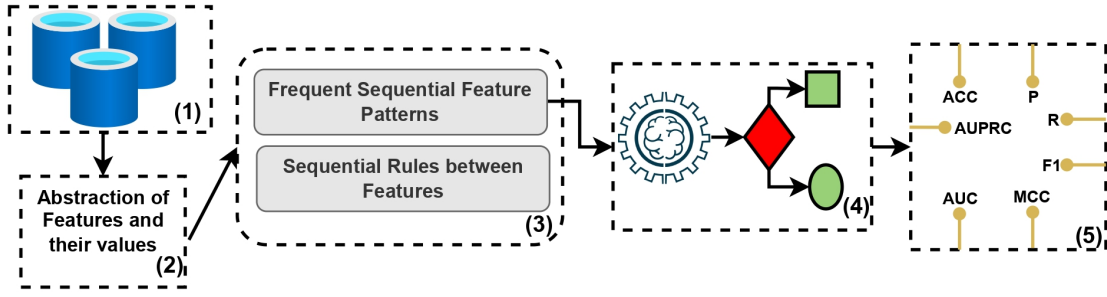 (1)
Abstraction of
Features and
their values
(2)
Frequent Sequential Feature
Patterns
Sequential Rules between
Features
(3)
(4)
ACC
P
AUPRC
R
F1
AUC
MCC
(5)